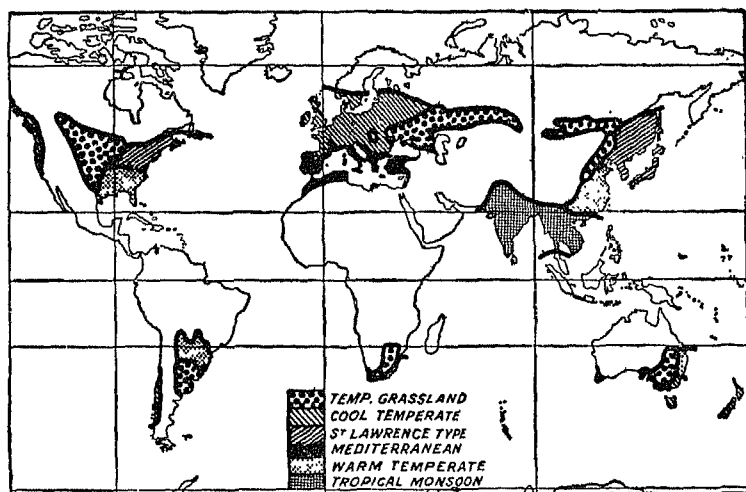 TEMP. GRASSLAND
COOL TEMPERATE
ST LAWRENCE TYPE
MEDITERRANEAN
WARM TEMPERATE
TROPICAL MONSOON